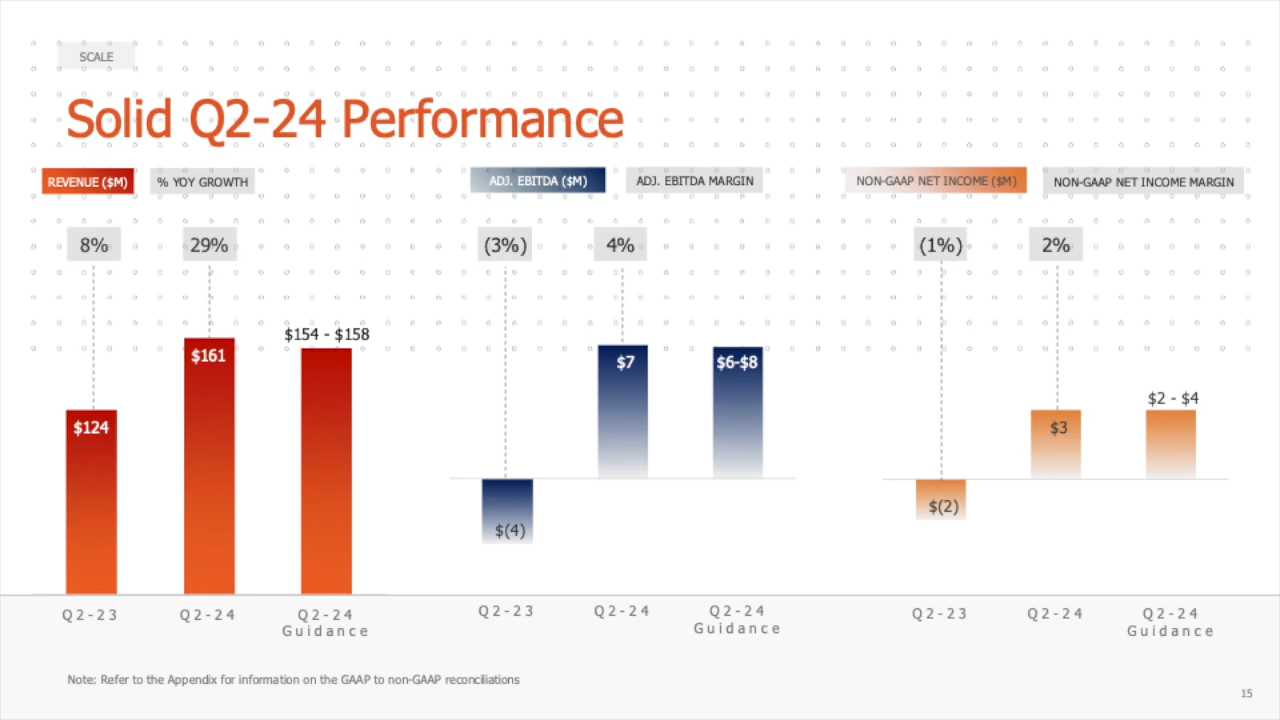 SCALE
Solid Q2-24 Performance
REVENUE ($M)
% YOY GROWTH
8%
29%
$154 - $158
$161
$124
Q2-23
Q2-24
Q2-24
Guidance
ADJ. EBITDA ($M)
ADJ. EBITDA MARGIN
(3%)
4%
$7
$6-$8
$(4)
Q2-23
Q2-24
Q2-24
Guidance
NON-GAAP NET INCOME ($M)
NON-GAAP NET INCOME MARGIN
(1%)
2%
$2 - $4
$3
$(2)
Q2-23
Q2-24
Q2-24
Guidance
Note: Refer to the Appendix for information on the GAAP to non-GAAP reconciliations
15